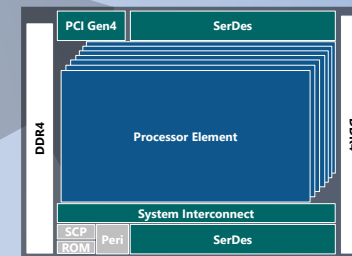 PCI Gen4
SerDes
DDR4
Processor Element
System Interconnect
SCP
ROM
Peri
SerDes